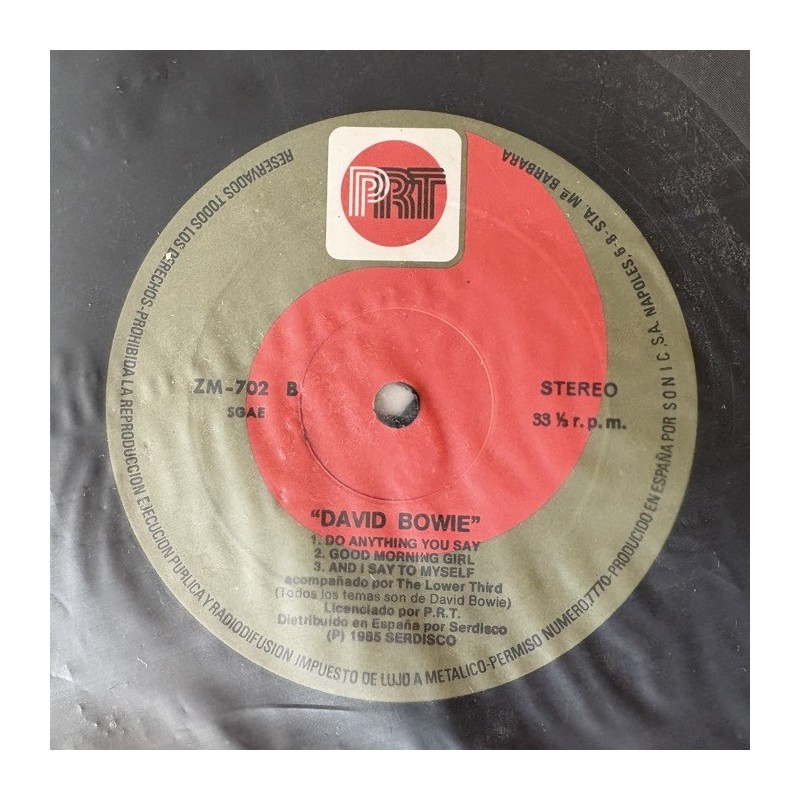 PRT
RESERVADOS TODOS LOS DERECHOS-PROHIBIDA LA REPRODUCCION EJECUCION PUBLICA Y RADIODIFUSION IMPUESTO DE LUJO A METALICO-PERMISO NUMERO,7770-PRODUCIDO EN ESPAÑA POR SONIC, S.A. NAPOLES, 6-8-STA. Mª BARBARA
ZM-702 B
SGAE
STEREO
33 ⅓ r.p.m.
"DAVID BOWIE"
1. DO ANYTHING YOU SAY
2. GOOD MORNING GIRL
3. AND I SAY TO MYSELF
acompañado por The Lower Third
(Todos los temas son de David Bowie)
Licenciado por P.R.T.
Distribuido en España por Serdisco
(P) 1985 SERDISCO